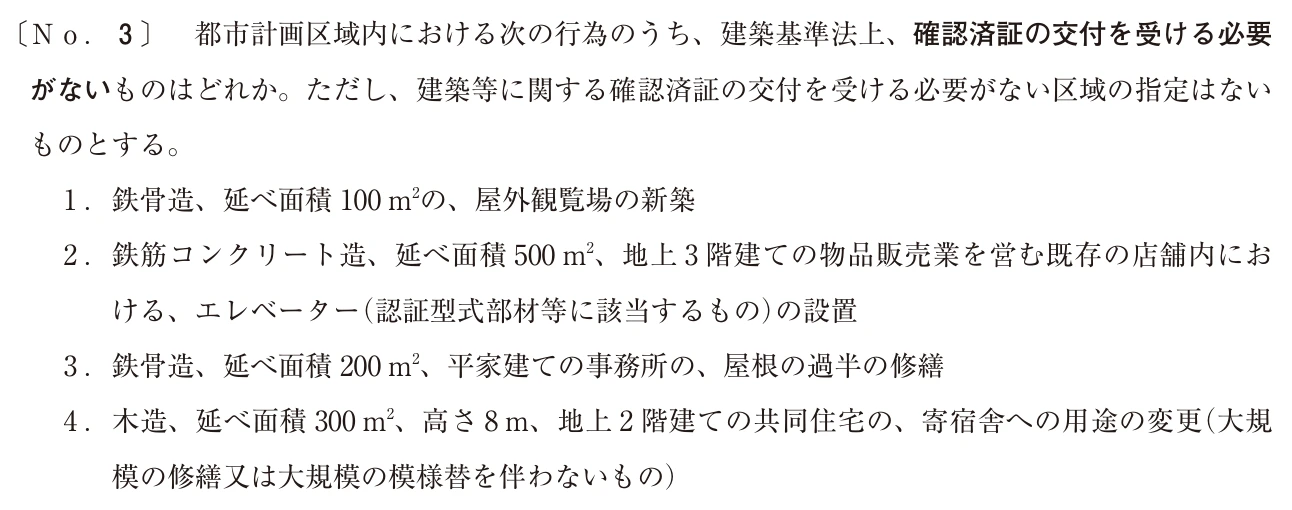 〔No. 3〕 都市計画区域内における次の行為のうち、建築基準法上、確認済証の交付を受ける必要
がないものはどれか。ただし、建築等に関する確認済証の交付を受ける必要がない区域の指定はない
ものとする。
1. 鉄骨造、延べ面積 100 m²の、屋外観覧場の新築
2. 鉄筋コンクリート造、延べ面積 500 m²、地上3階建ての物品販売業を営む既存の店舗内にお
ける、エレベーター(認証型式部材等に該当するもの)の設置
3. 鉄骨造、延べ面積 200 m²、平家建ての事務所の、屋根の過半の修繕
4. 木造、延べ面積 300 m²、高さ8m、地上2階建ての共同住宅の、寄宿舎への用途の変更(大規
模の修繕又は大規模の模様替を伴わないもの)